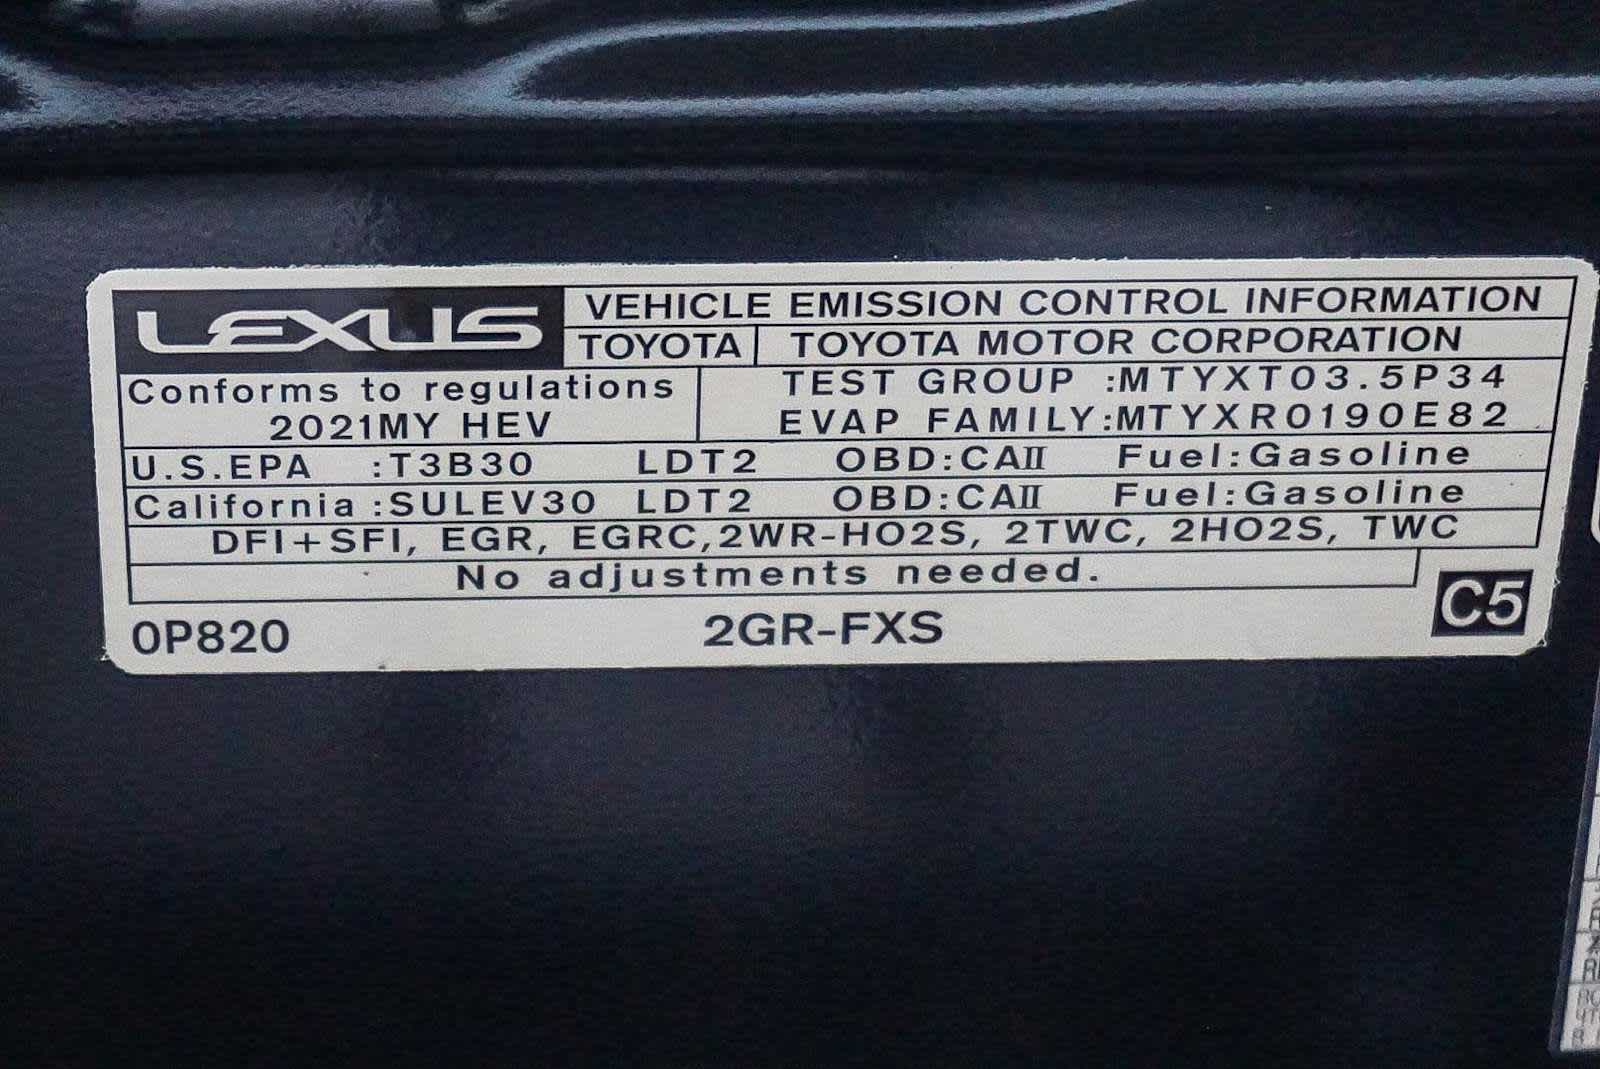 LEXUS VEHICLE EMISSION CONTROL INFORMATION
TOYOTA TOYOTA MOTOR CORPORATION
Conforms to regulations TEST GROUP :MTYXT03.5P34
2021MY HEV EVAP FAMILY:MTYXR0190E82
U.S.EPA :T3B30 LDT2 OBD:CAII Fuel:Gasoline
California :SULEV30 LDT2 OBD:CAII Fuel:Gasoline
DFI+SFI, EGR, EGRC,2WR-HO2S, 2TWC, 2HO2S, TWC
No adjustments needed.
0P820 2GR-FXS C5